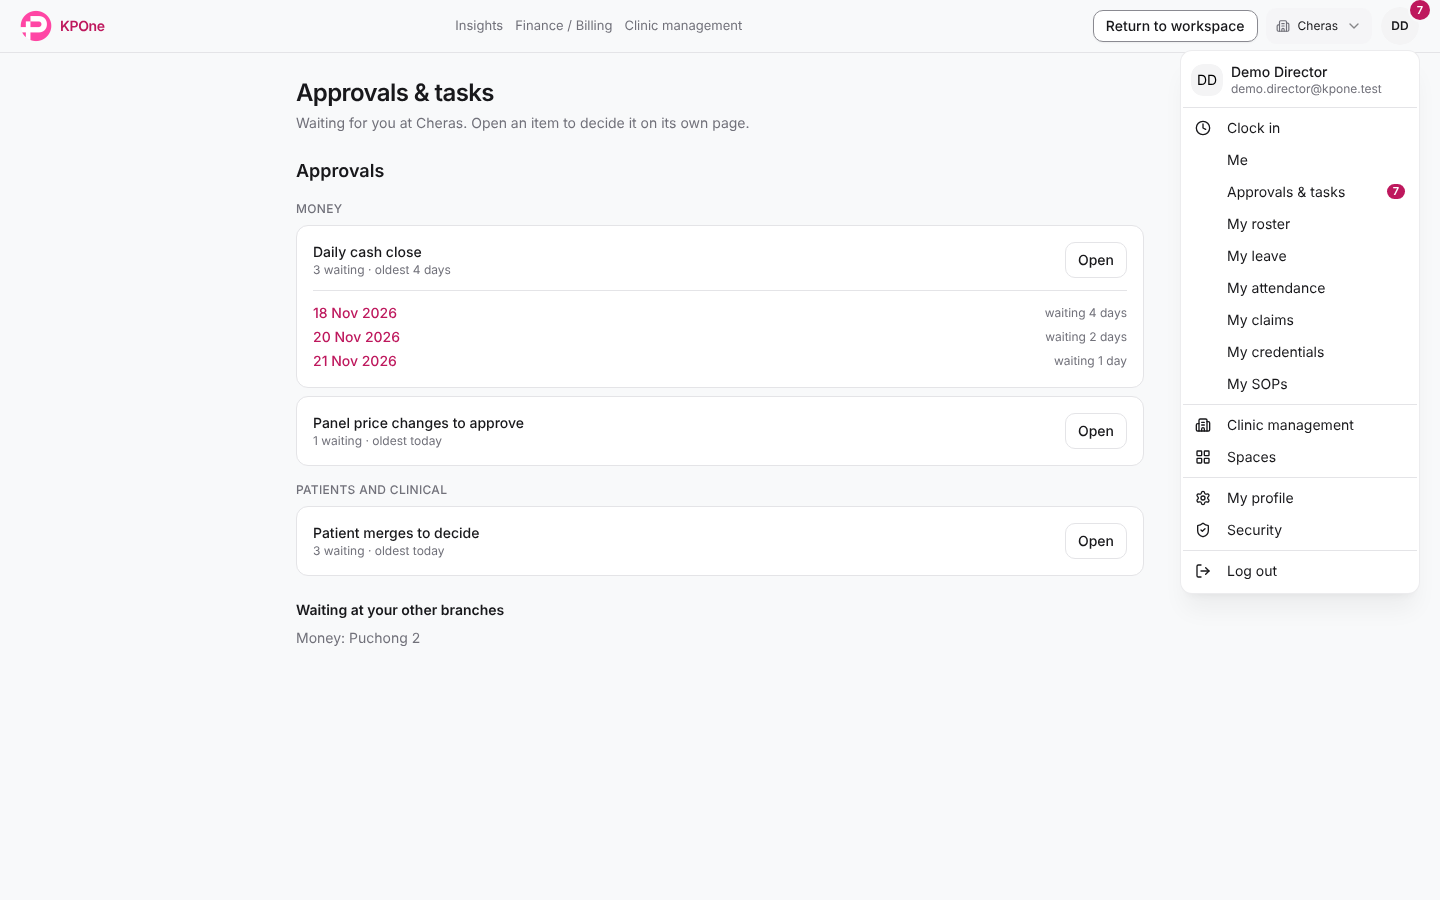 KPOne
Insights
Finance / Billing
Clinic management
Return to workspace
Cheras
DD
7
Approvals & tasks
Waiting for you at Cheras. Open an item to decide it on its own page.
Approvals
MONEY
Daily cash close
3 waiting · oldest 4 days
Open
18 Nov 2026
waiting 4 days
20 Nov 2026
waiting 2 days
21 Nov 2026
waiting 1 day
Panel price changes to approve
1 waiting · oldest today
Open
PATIENTS AND CLINICAL
Patient merges to decide
3 waiting · oldest today
Open
Waiting at your other branches
Money: Puchong 2
DD
Demo Director
demo.director@kpone.test
Clock in
Me
Approvals & tasks
7
My roster
My leave
My attendance
My claims
My credentials
My SOPs
Clinic management
Spaces
My profile
Security
Log out